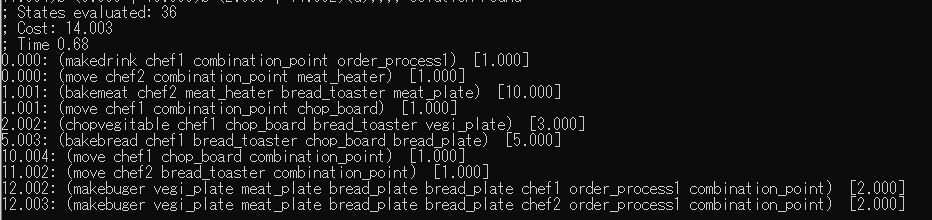 ; States evaluated: 36
; Cost: 14.003
; Time 0.68
0.000: (makedrink chef1 combination_point order_process1) [1.000]
0.000: (move chef2 combination_point meat_heater) [1.000]
1.001: (bakemeat chef2 meat_heater bread_toaster meat_plate) [10.000]
1.001: (move chef1 combination_point chop_board) [1.000]
2.002: (chopvegitable chef1 chop_board bread_toaster vegi_plate) [3.000]
5.003: (bakebread chef1 bread_toaster chop_board bread_plate) [5.000]
10.004: (move chef1 chop_board combination_point) [1.000]
11.002: (move chef2 bread_toaster combination_point) [1.000]
12.002: (makebuger vegi_plate meat_plate bread_plate bread_plate chef1 order_process1 combination_point) [2.000]
12.003: (makebuger vegi_plate meat_plate bread_plate bread_plate chef2 order_process1 combination_point) [2.000]